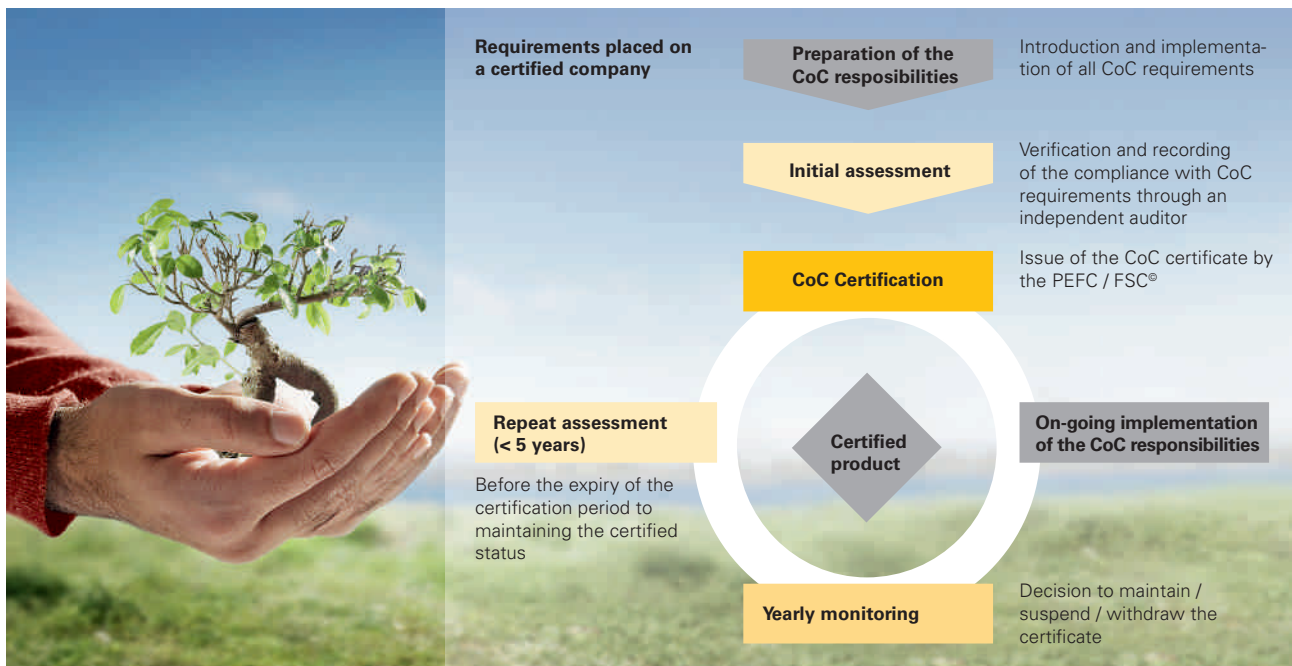 Requirements placed on
a certified company
Preparation of the
CoC resposibilities
Introduction and implementa-
tion of all CoC requirements
Initial assessment
Verification and recording
of the compliance with CoC
requirements through an
independent auditor
CoC Certification
Issue of the CoC certificate by
the PEFC / FSC©
Repeat assessment
(< 5 years)
Before the expiry of the
certification period to
maintaining the certified
status
Certified
product
On-going implementation
of the CoC responsibilities
Yearly monitoring
Decision to maintain /
suspend / withdraw the
certificate